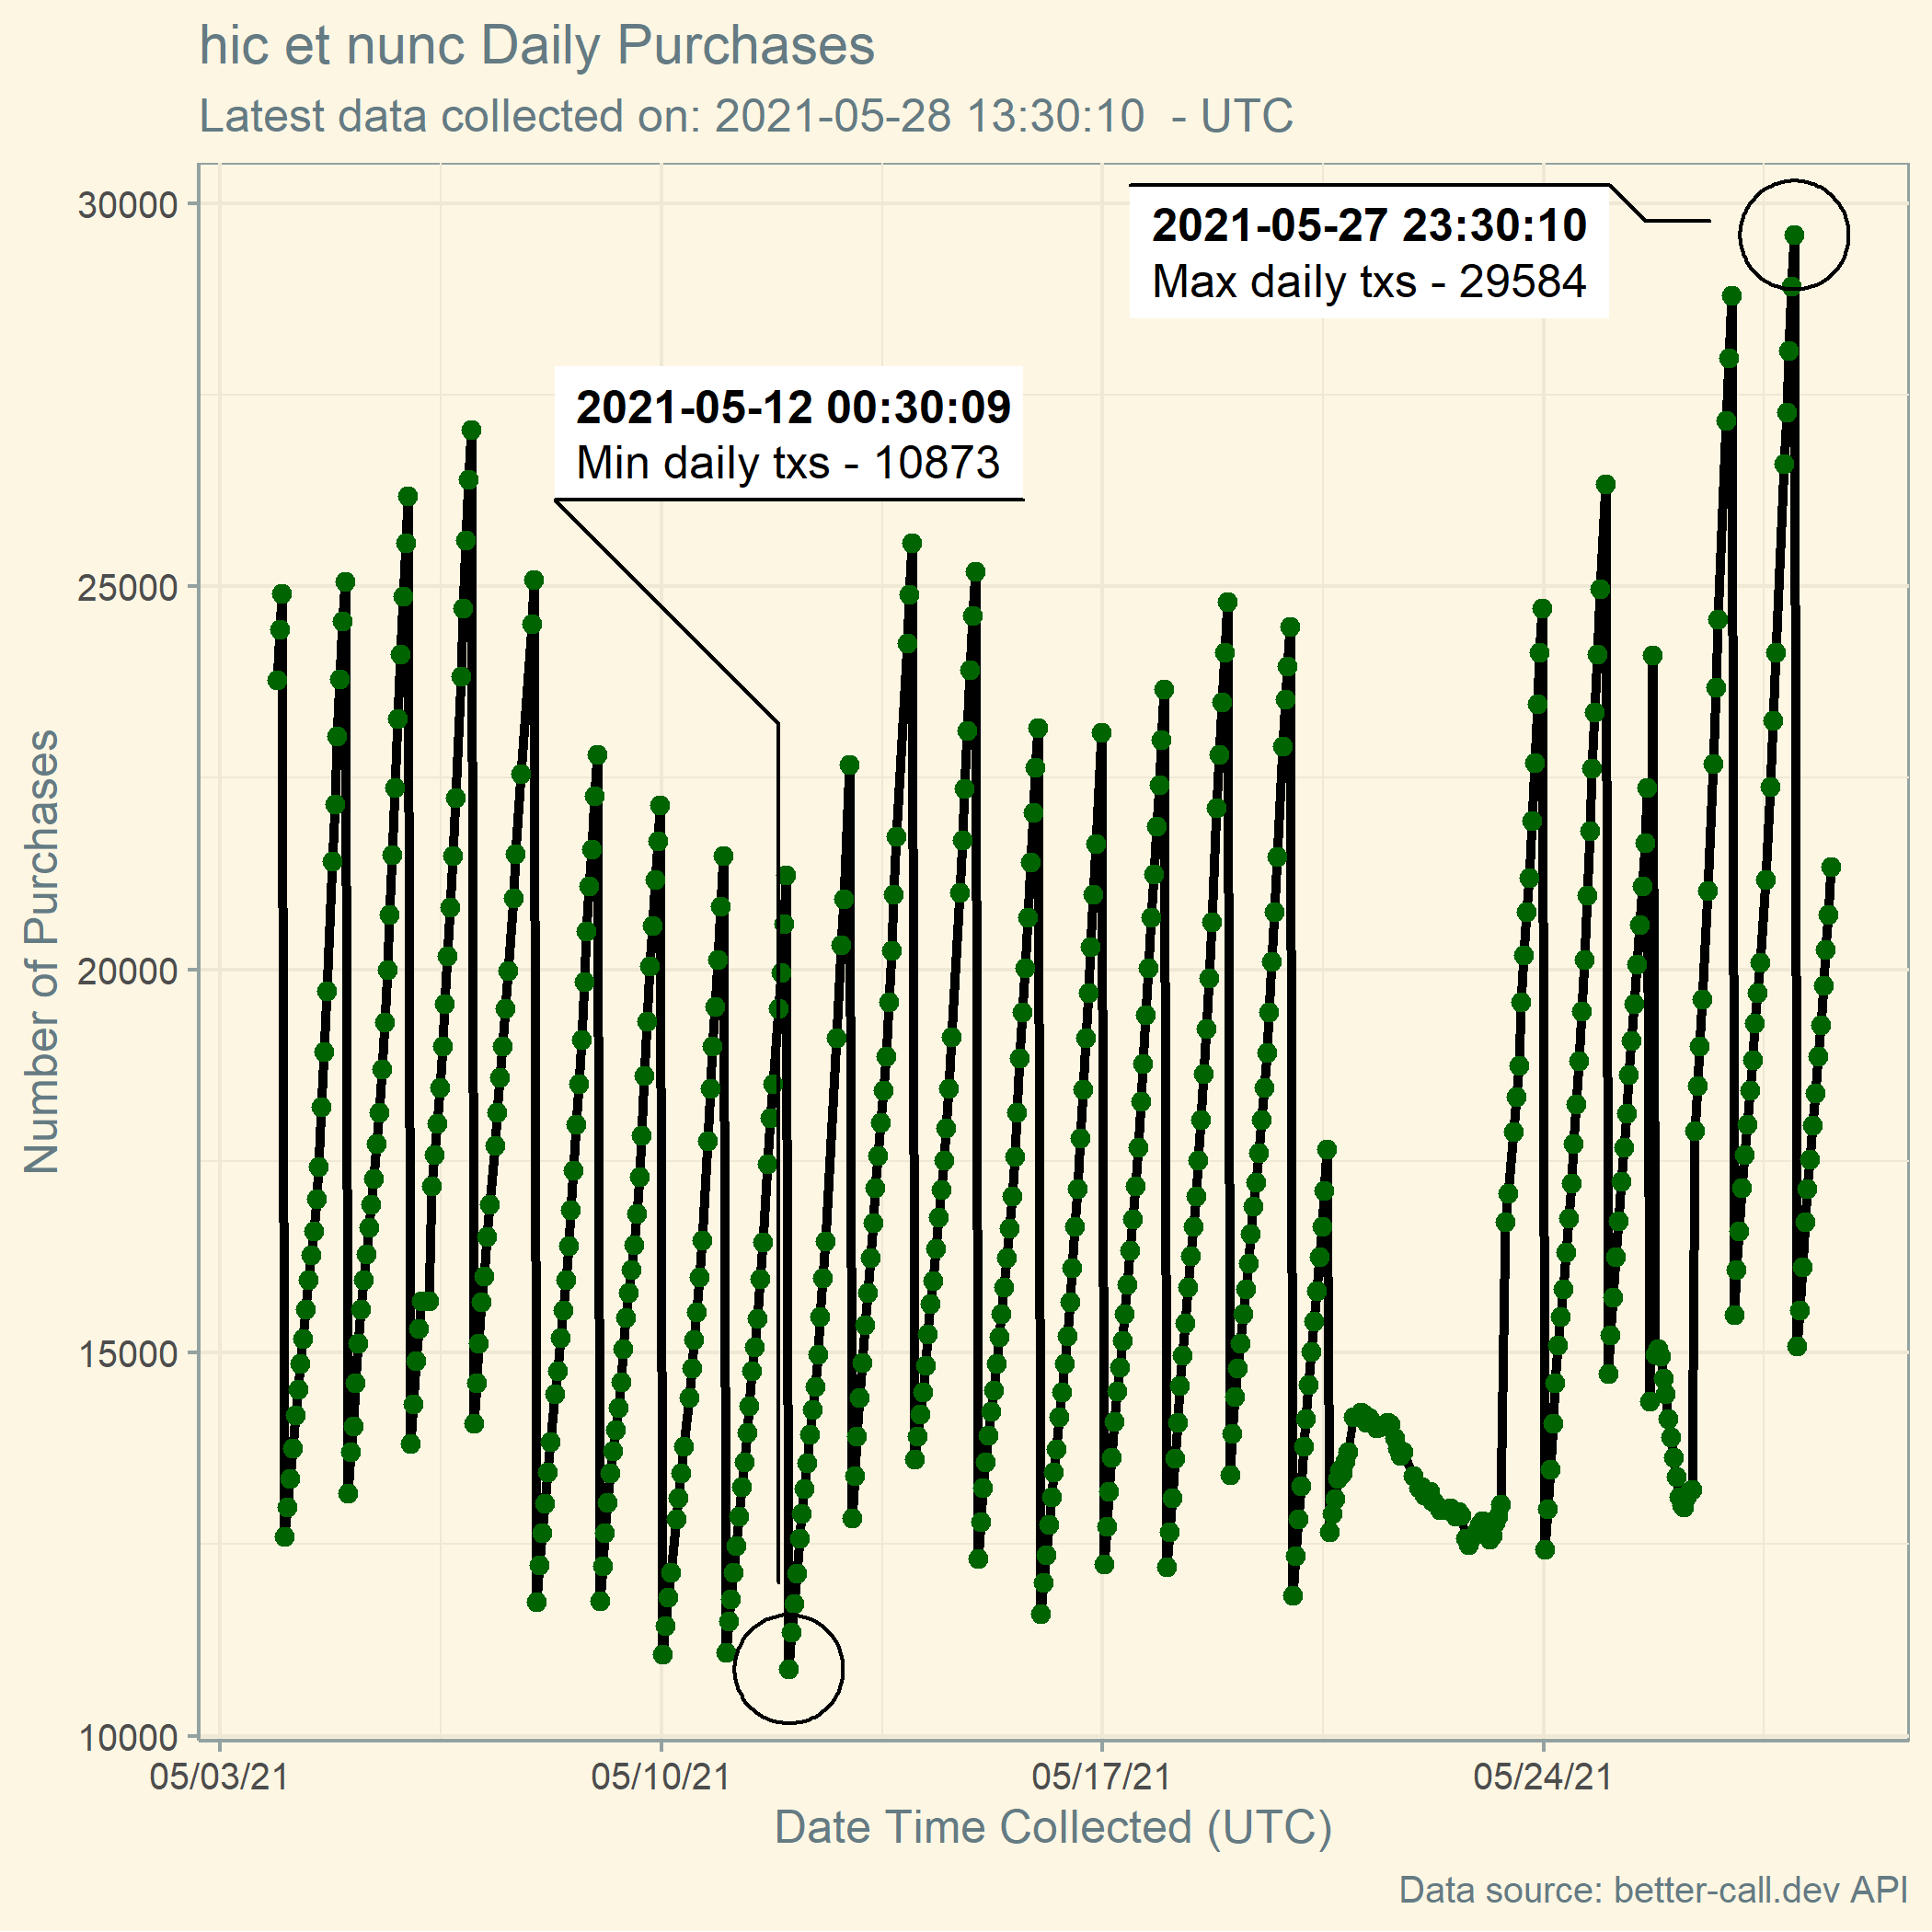 hic et nunc Daily Purchases
Latest data collected on: 2021-05-28 13:30:10  - UTC
30000
25000
20000
15000
10000
Number of Purchases
2021-05-27 23:30:10
Max daily txs - 29584
2021-05-12 00:30:09
Min daily txs - 10873
05/03/21
05/10/21
05/17/21
05/24/21
Date Time Collected (UTC)
Data source: better-call.dev API